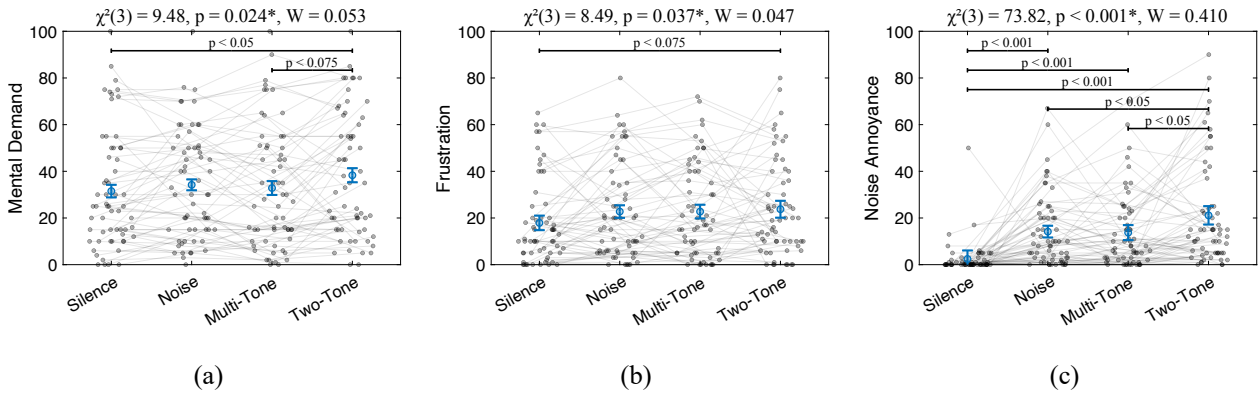 χ²(3) = 9.48, p = 0.024*, W = 0.053
100
80
60
40
20
0
Mental Demand
p < 0.05
p < 0.075
Silence
Noise
Multi-Tone
Two-Tone
(a)
χ²(3) = 8.49, p = 0.037*, W = 0.047
100
80
60
40
20
0
Frustration
p < 0.075
Silence
Noise
Multi-Tone
Two-Tone
(b)
χ²(3) = 73.82, p < 0.001*, W = 0.410
100
80
60
40
20
0
Noise Annoyance
p < 0.001
p < 0.001
p < 0.001
p < 0.05
p < 0.05
Silence
Noise
Multi-Tone
Two-Tone
(c)